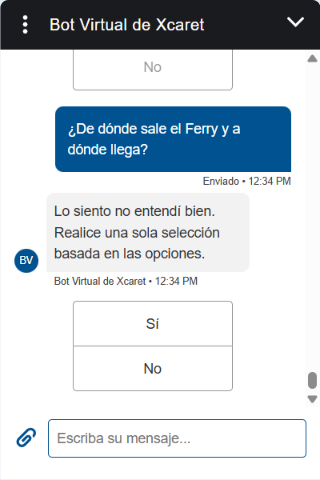 Bot Virtual de Xcaret
No
¿De dónde sale el Ferry y a
dónde llega?
Enviado • 12:34 PM
Lo siento no entendí bien.
Realice una sola selección
basada en las opciones.
BV
Bot Virtual de Xcaret • 12:34 PM
Sí
No
Escriba su mensaje...